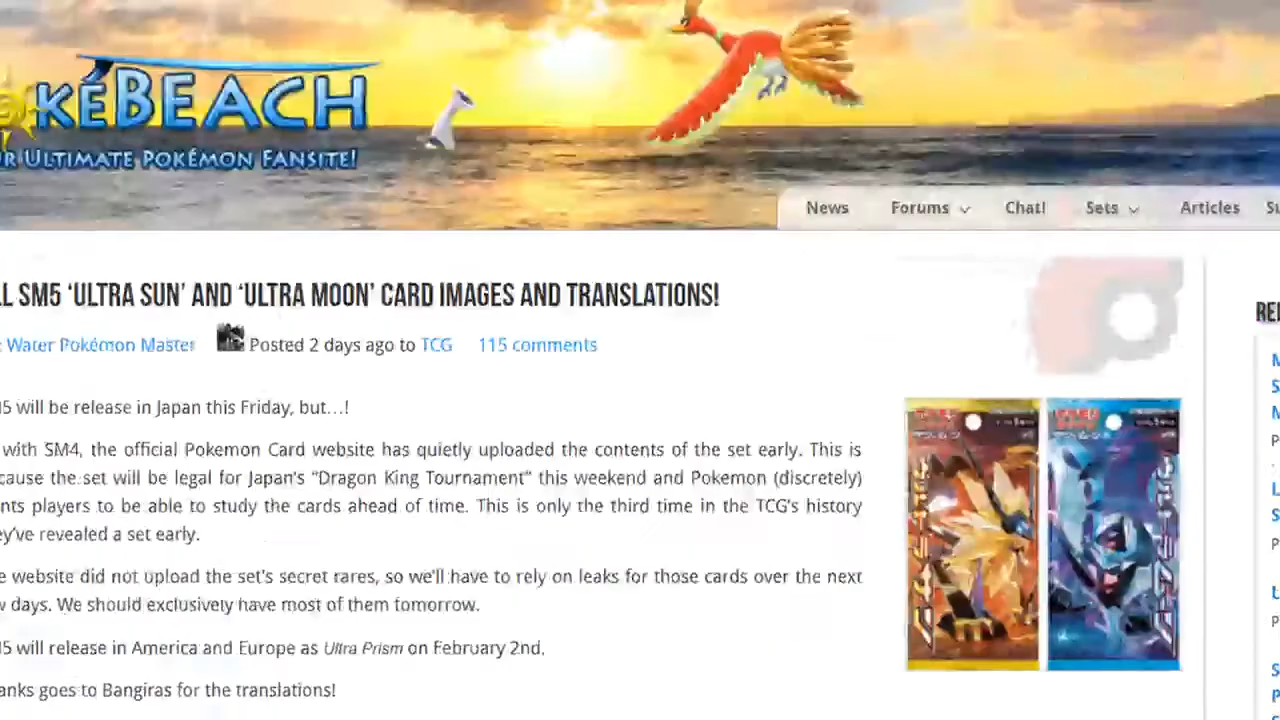 kéBEACH
R ULTIMATE POKÉMON FANSITE!
News Forums Chat! Sets Articles
L SM5 ‘ULTRA SUN’ AND ‘ULTRA MOON’ CARD IMAGES AND TRANSLATIONS!
Water Pokémon Master Posted 2 days ago to TCG 115 comments
5 will be release in Japan this Friday, but…!
with SM4, the official Pokemon Card website has quietly uploaded the contents of the set early. This is
cause the set will be legal for Japan's “Dragon King Tournament” this weekend and Pokemon (discretely)
nts players to be able to study the cards ahead of time. This is only the third time in the TCG's history
ey've revealed a set early.
e website did not upload the set's secret rares, so we'll have to rely on leaks for those cards over the next
w days. We should exclusively have most of them tomorrow.
5 will release in America and Europe as Ultra Prism on February 2nd.
anks goes to Bangiras for the translations!